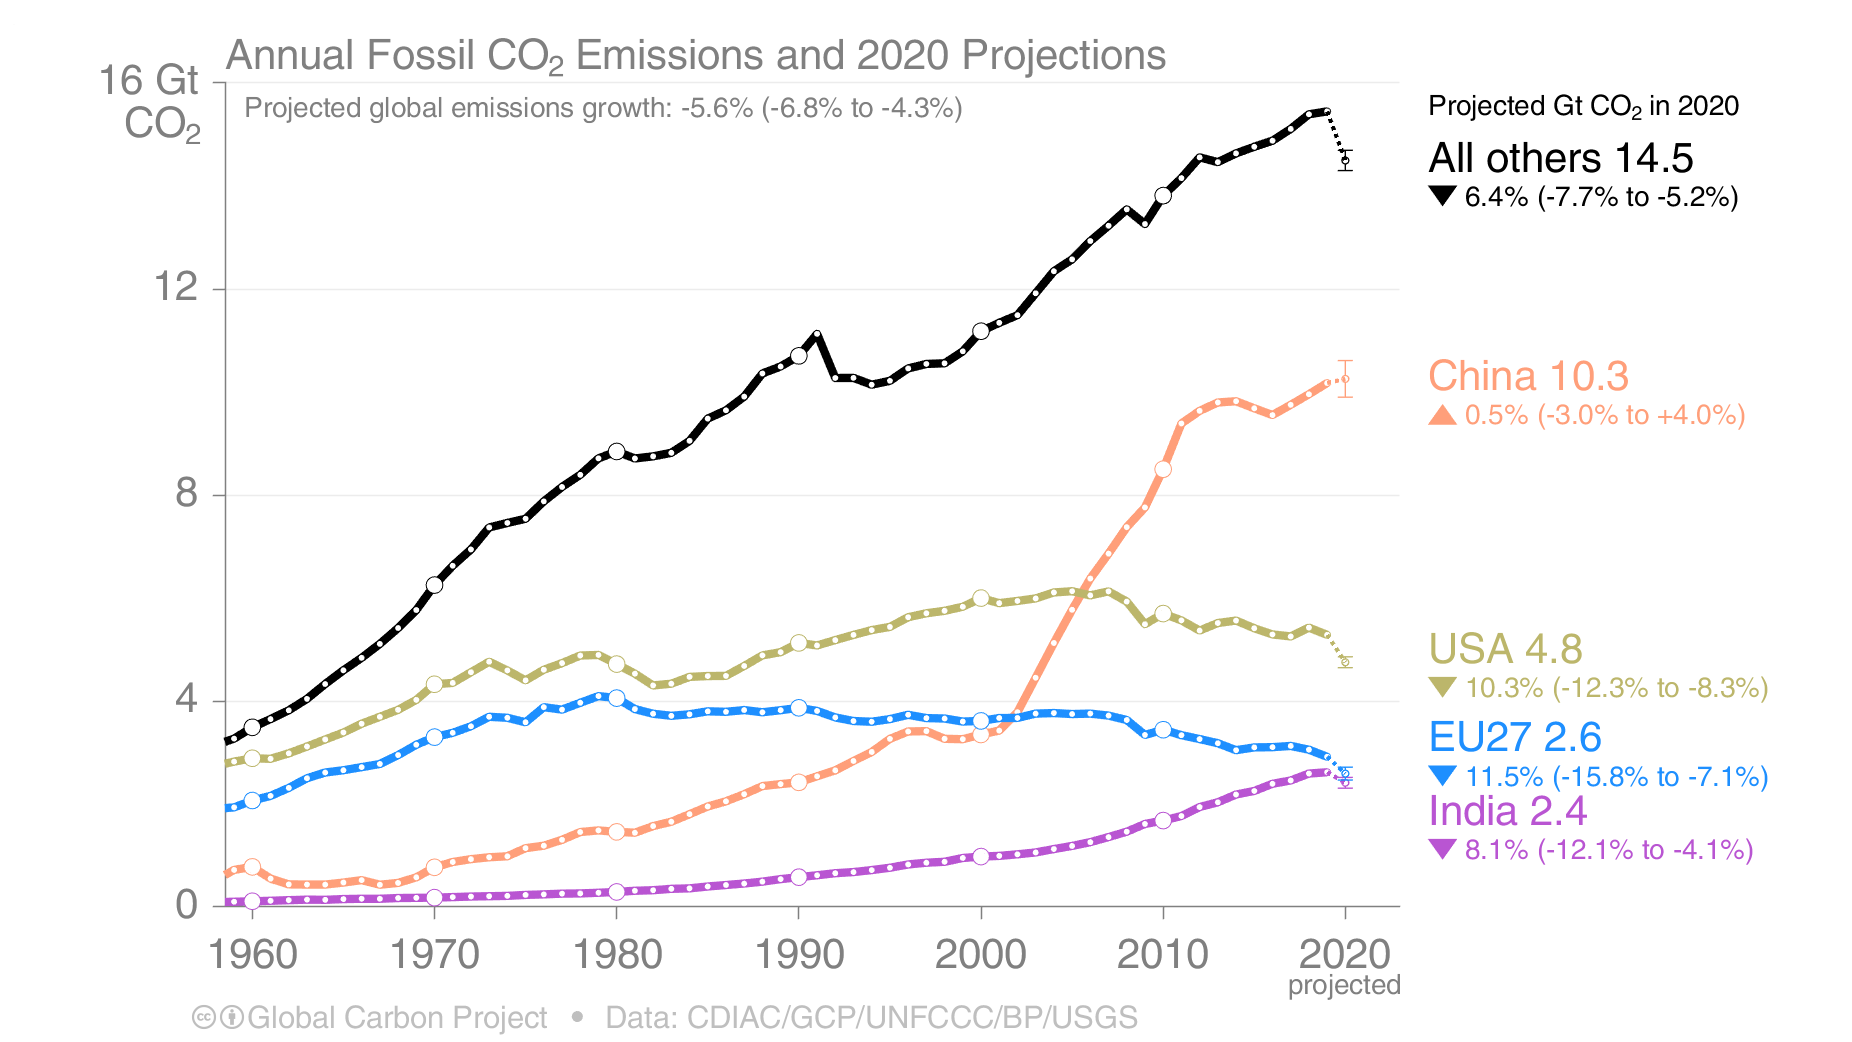 Annual Fossil CO₂ Emissions and 2020 Projections
16 Gt
CO₂
Projected global emissions growth: -5.6% (-6.8% to -4.3%)
Projected Gt CO₂ in 2020
All others 14.5
▼ 6.4% (-7.7% to -5.2%)
12
China 10.3
▲ 0.5% (-3.0% to +4.0%)
8
USA 4.8
▼ 10.3% (-12.3% to -8.3%)
4
EU27 2.6
▼ 11.5% (-15.8% to -7.1%)
India 2.4
▼ 8.1% (-12.1% to -4.1%)
0
1960 1970 1980 1990 2000 2010 2020
projected
cc Global Carbon Project • Data: CDIAC/GCP/UNFCCC/BP/USGS